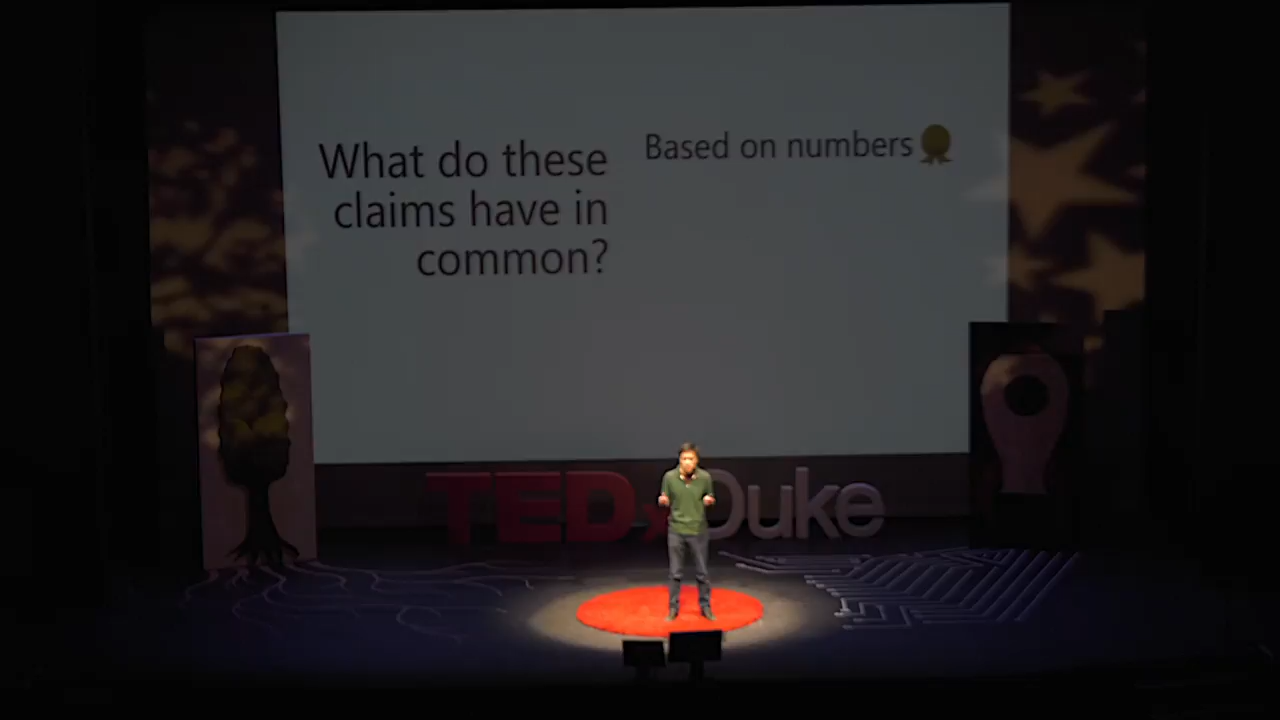 What do these
claims have in
common?
Based on numbers
TEDxDuke